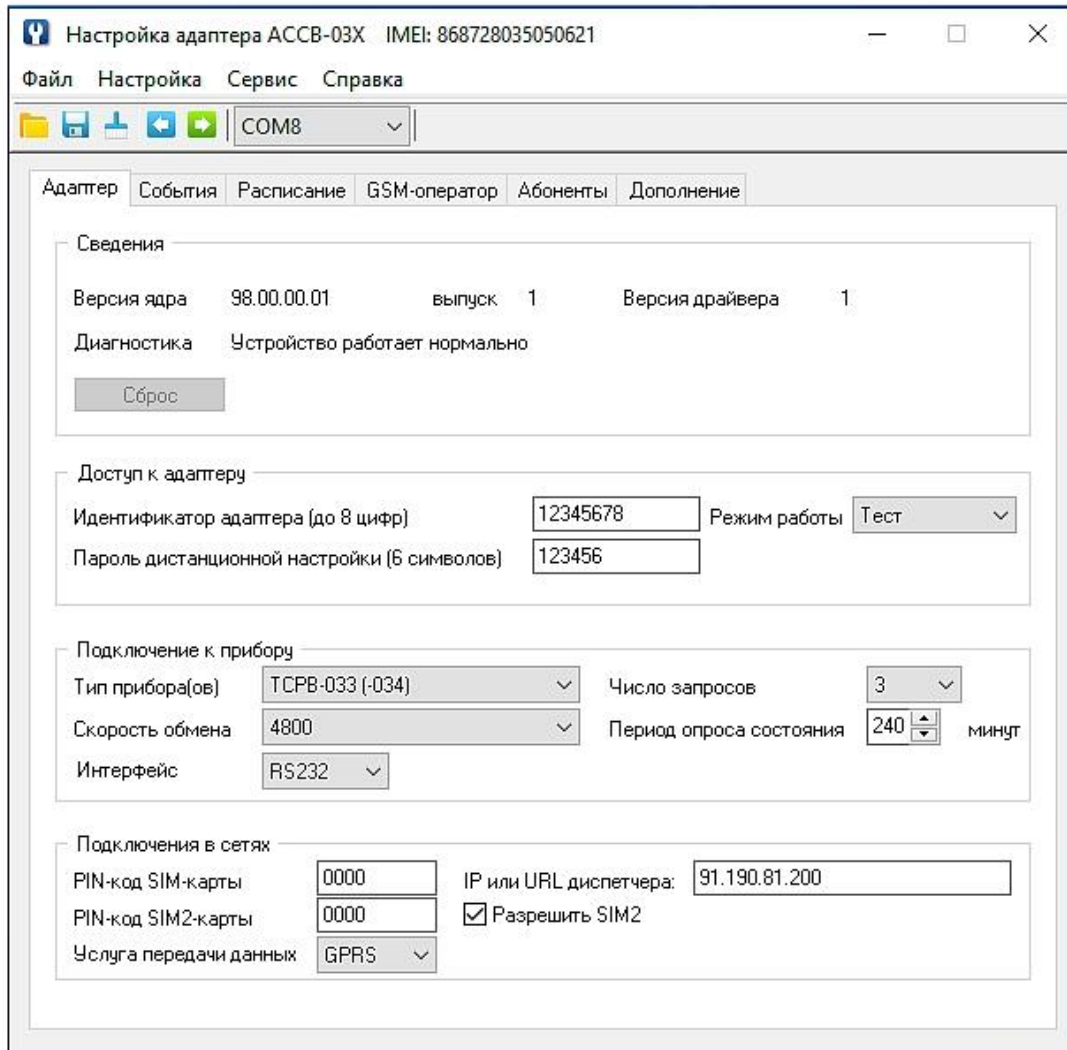 Настройка адаптера АССВ-03X IMEI: 868728035050621
Файл Настройка Сервис Справка
COM8
Адаптер События Расписание GSM-оператор Абоненты Дополнение
Сведения
Версия ядра 98.00.00.01 выпуск 1 Версия драйвера 1
Диагностика Устройство работает нормально
Сброс
Доступ к адаптеру
Идентификатор адаптера (до 8 цифр) 12345678 Режим работы Тест
Пароль дистанционной настройки (6 символов) 123456
Подключение к прибору
Тип прибора(ов) ТСРВ-033 (-034) Число запросов 3
Скорость обмена 4800 Период опроса состояния 240 минут
Интерфейс RS232
Подключения в сетях
PIN-код SIM-карты 0000 IP или URL диспетчера: 91.190.81.200
PIN-код SIM2-карты 0000 Разрешить SIM2
Услуга передачи данных GPRS